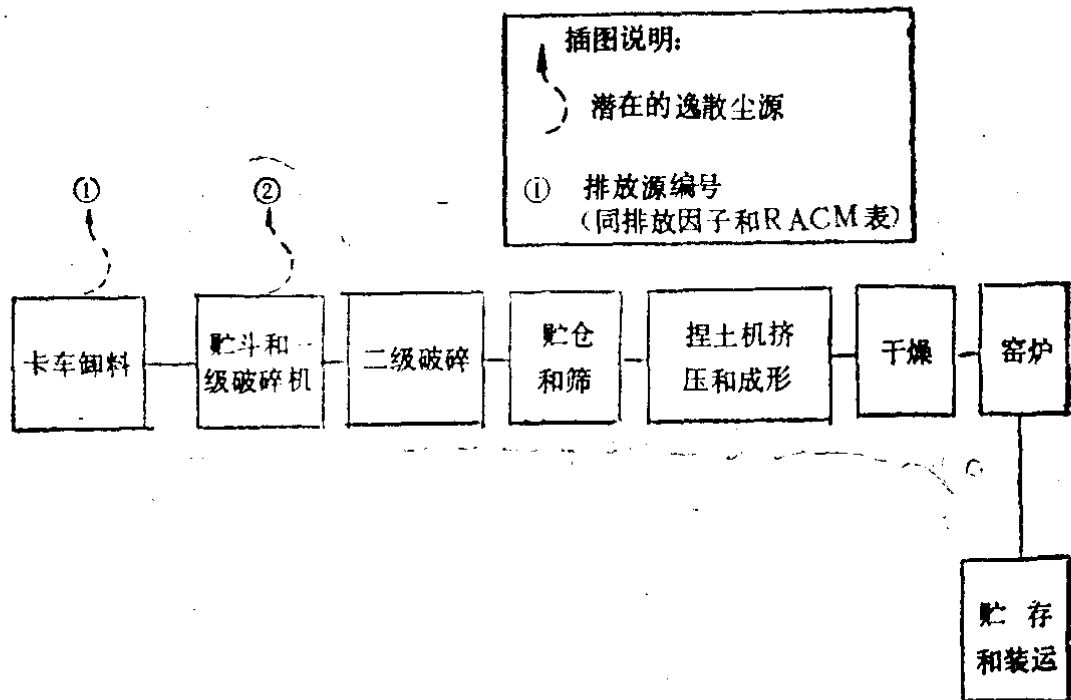 插图说明:
潜在的逸散尘源
① 排放源编号
(同排放因子和RACM表)
① ②
卡车卸料
贮斗和一
级破碎机
二级破碎
贮仓
和筛
捏土机挤
压和成形
干燥
窑炉
贮存
和装运